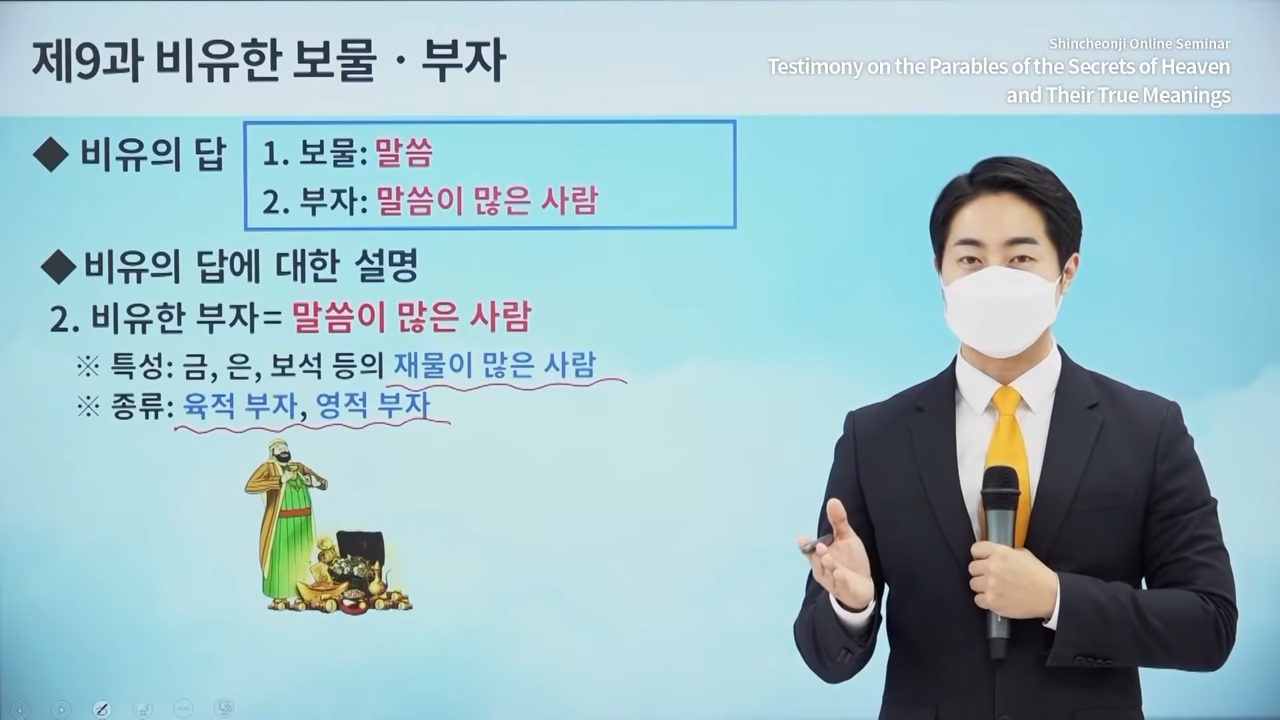 제9과 비유한 보물 · 부자
Shincheonji Online Seminar
Testimony on the Parables of the Secrets of Heaven
and Their True Meanings
◆ 비유의 답
1. 보물: 말씀
2. 부자: 말씀이 많은 사람
◆ 비유의 답에 대한 설명
2. 비유한 부자= 말씀이 많은 사람
※ 특성: 금, 은, 보석 등의 재물이 많은 사람
※ 종류: 육적 부자, 영적 부자